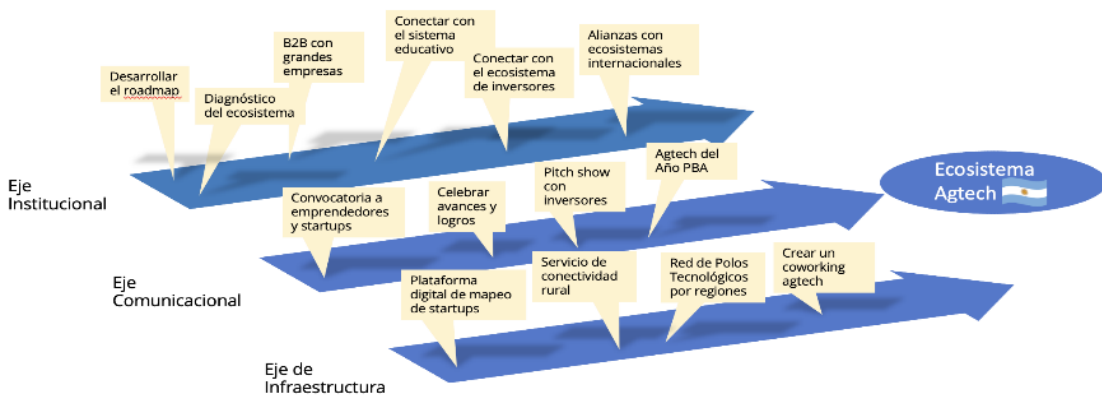 Desarrollar
el roadmap
Diagnóstico
del ecosistema
B2B con
grandes
empresas
Conectar con
el sistema
educativo
Conectar con
el ecosistema
de inversores
Alianzas con
ecosistemas
internacionales
Eje
Institucional
Convocatoria a
emprendedores
y startups
Celebrar
avances y
logros
Pitch show con
inversores
Agtech del
Año PBA
Eje
Comunicacional
Plataforma
digital de mapeo
de startups
Servicio de
conectividad
rural
Red de Polos
Tecnológicos
por regiones
Crear un
coworking
agtech
Eje de
Infraestructura
Ecosistema
Agtech